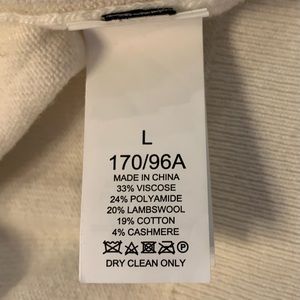 L
170/96A
MADE IN CHINA
33% VISCOSE
24% POLYAMIDE
20% LAMBSWOOL
19% COTTON
4% CASHMERE
DRY CLEAN ONLY